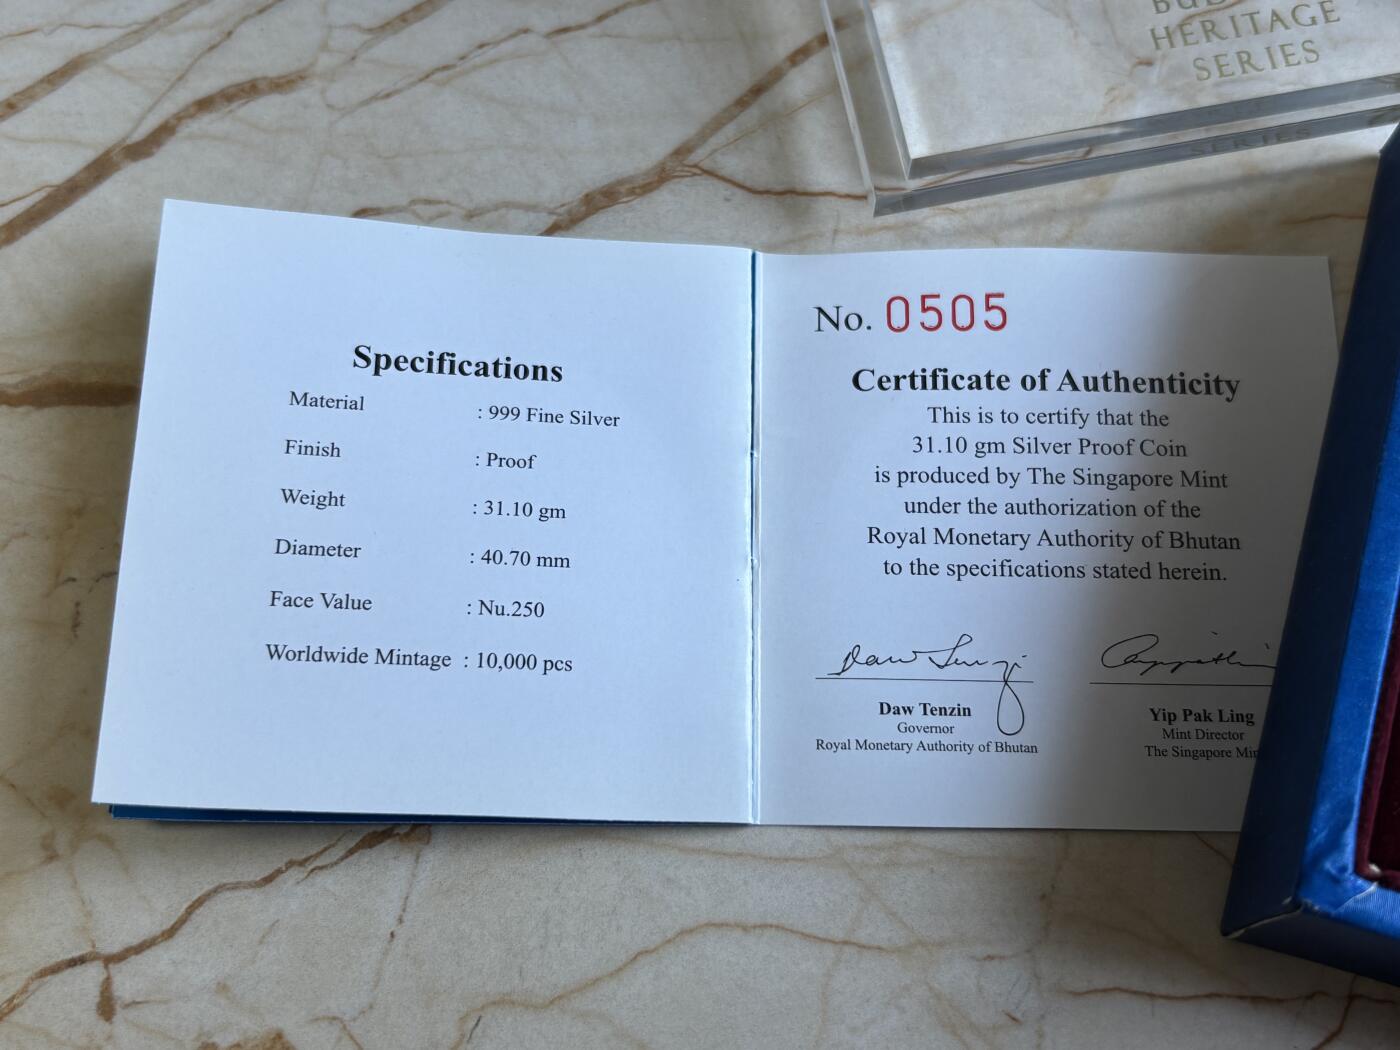 HERITAGE
SERIES
SERIES
Specifications
Material : 999 Fine Silver
Finish : Proof
Weight : 31.10 gm
Diameter : 40.70 mm
Face Value : Nu.250
Worldwide Mintage : 10,000 pcs
No. 0505
Certificate of Authenticity
This is to certify that the
31.10 gm Silver Proof Coin
is produced by The Singapore Mint
under the authorization of the
Royal Monetary Authority of Bhutan
to the specifications stated herein.
Daw Tenzin
Governor
Royal Monetary Authority of Bhutan
Yip Pak Ling
Mint Director
The Singapore